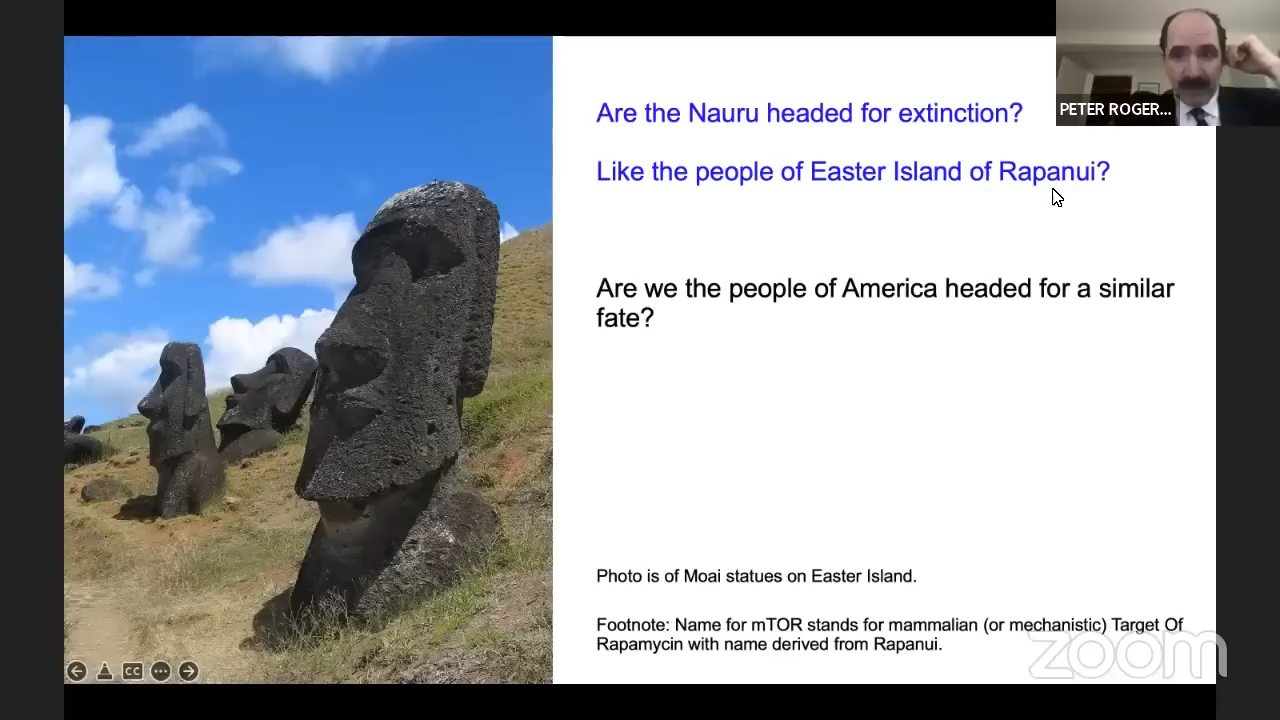 Are the Nauru headed for extinction?
PETER ROGER...
Like the people of Easter Island of Rapanui?
Are we the people of America headed for a similar
fate?
Photo is of Moai statues on Easter Island.
Footnote: Name for mTOR stands for mammalian (or mechanistic) Target Of
Rapamycin with name derived from Rapanui.
CC
zoom